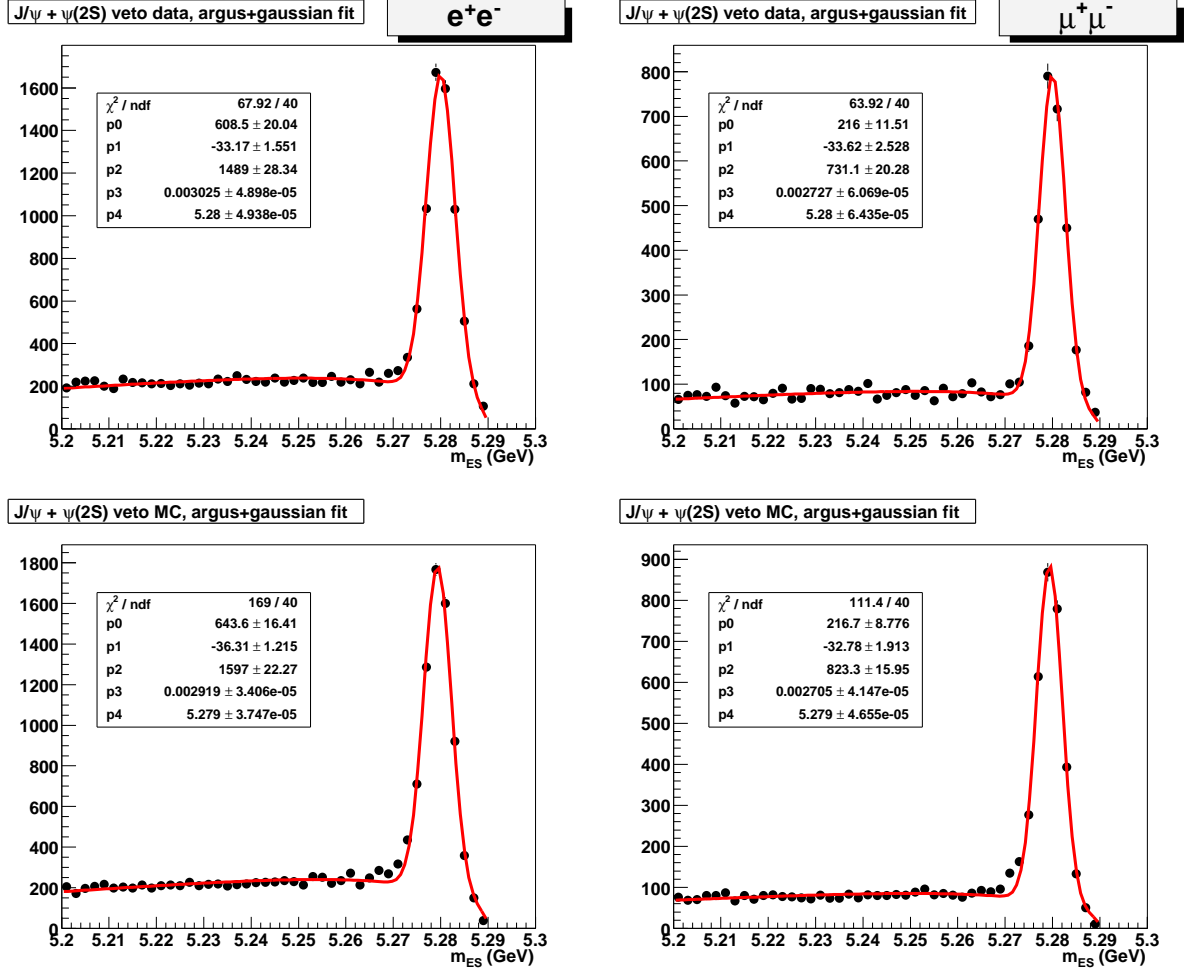 J/ψ + ψ(2S) veto data, argus+gaussian fit
e⁺e⁻
χ² / ndf 67.92 / 40
p0 608.5 ± 20.04
p1 -33.17 ± 1.551
p2 1489 ± 28.34
p3 0.003025 ± 4.898e-05
p4 5.28 ± 4.938e-05
1600
1400
1200
1000
800
600
400
200
0
5.2 5.21 5.22 5.23 5.24 5.25 5.26 5.27 5.28 5.29 5.3
m_ES (GeV)
J/ψ + ψ(2S) veto data, argus+gaussian fit
μ⁺μ⁻
χ² / ndf 63.92 / 40
p0 216 ± 11.51
p1 -33.62 ± 2.528
p2 731.1 ± 20.28
p3 0.002727 ± 6.069e-05
p4 5.28 ± 6.435e-05
800
700
600
500
400
300
200
100
0
5.2 5.21 5.22 5.23 5.24 5.25 5.26 5.27 5.28 5.29 5.3
m_ES (GeV)
J/ψ + ψ(2S) veto MC, argus+gaussian fit
χ² / ndf 169 / 40
p0 643.6 ± 16.41
p1 -36.31 ± 1.215
p2 1597 ± 22.27
p3 0.002919 ± 3.406e-05
p4 5.279 ± 3.747e-05
1800
1600
1400
1200
1000
800
600
400
200
0
5.2 5.21 5.22 5.23 5.24 5.25 5.26 5.27 5.28 5.29 5.3
m_ES (GeV)
J/ψ + ψ(2S) veto MC, argus+gaussian fit
χ² / ndf 111.4 / 40
p0 216.7 ± 8.776
p1 -32.78 ± 1.913
p2 823.3 ± 15.95
p3 0.002705 ± 4.147e-05
p4 5.279 ± 4.655e-05
900
800
700
600
500
400
300
200
100
0
5.2 5.21 5.22 5.23 5.24 5.25 5.26 5.27 5.28 5.29 5.3
m_ES (GeV)